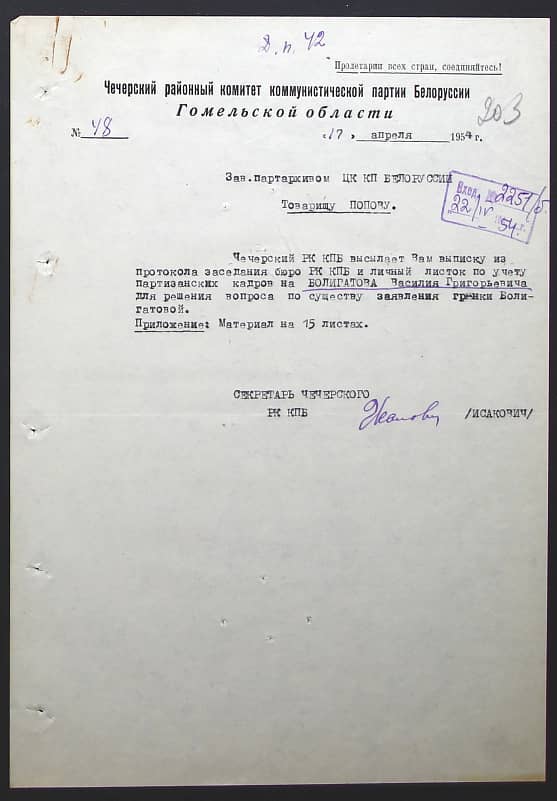 Д.п. 42
Пролетарии всех стран, соединяйтесь!
Чечерский районный комитет коммунистической партии Белоруссии
Гомельской области
203
№ 48
«17» апреля 1954 г.
Зав.партархивом ЦК КП БЕЛОРУССИИ
Товарищу ПОПОВУ.
Вход. № 2251/б
22/IV 1954 г.
Чечерский РК КПБ высылает Вам выписку из
протокола заседания бюро РК КПБ и личный листок по учету
партизанских кадров на БОЛИГАТОВА Василия Григорьевича
для решения вопроса по существу заявления гр-нки Боли-
гатовой.
Приложение: Материал на 15 листах.
СЕКРЕТАРЬ ЧЕЧЕРСКОГО
РК КПБ
/ИСАКОВИЧ/